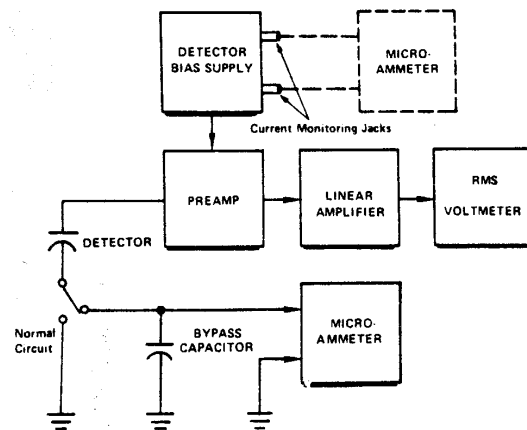 DETECTOR
BIAS SUPPLY
MICRO-
AMMETER
Current Monitoring Jacks
PREAMP
LINEAR
AMPLIFIER
RMS
VOLTMETER
DETECTOR
Normal
Circuit
BYPASS
CAPACITOR
MICRO-
AMMETER